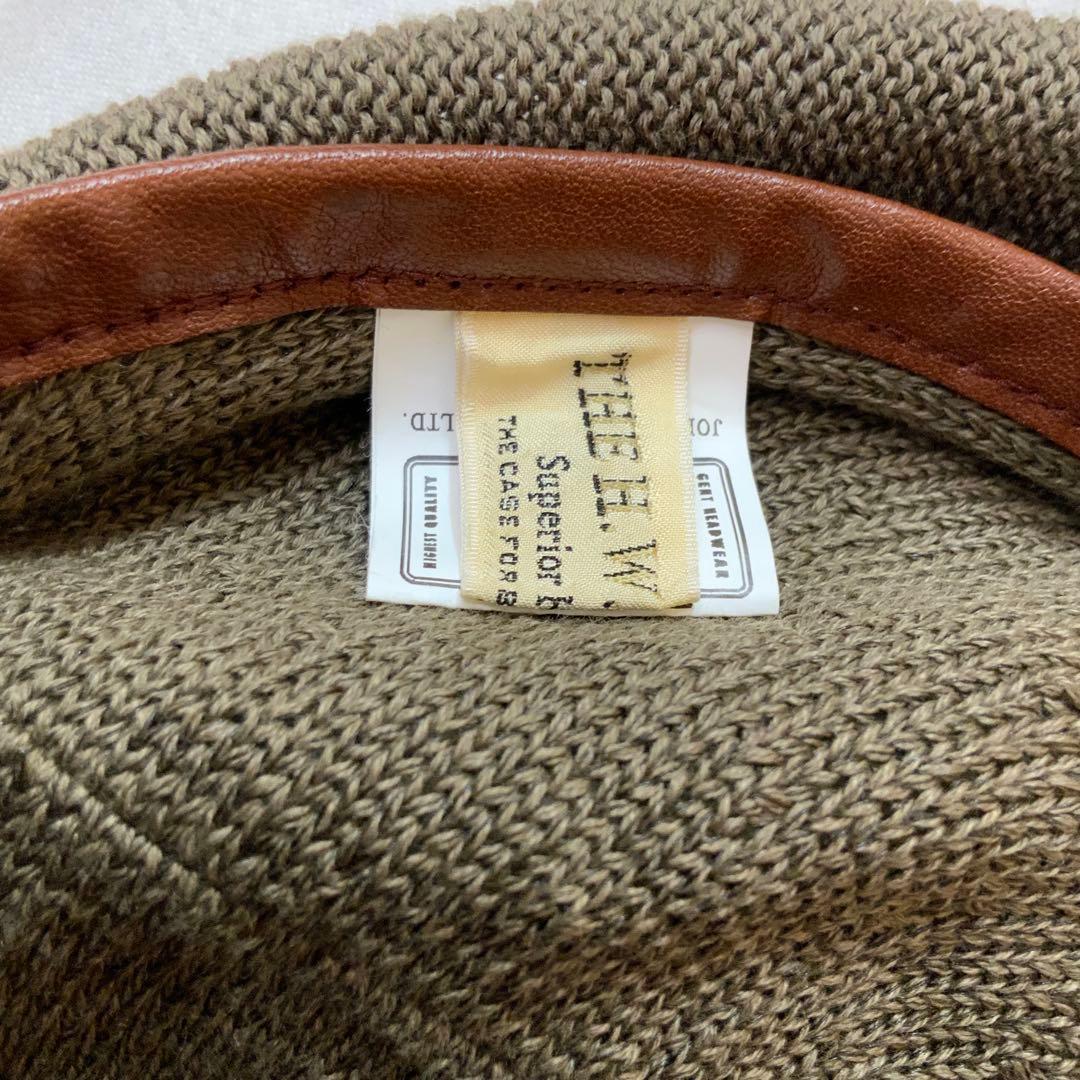 THE H.W.
Superior
THE CASE FOR
LTD.
HIGHEST QUALITY
GENT HEADWEAR